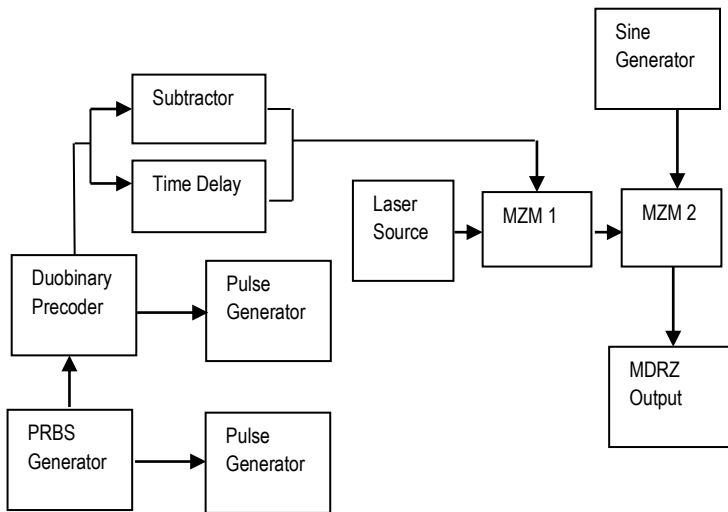 Sine
Generator
Subtractor
Time Delay
Laser
Source
MZM 1
MZM 2
Duobinary
Precoder
Pulse
Generator
MDRZ
Output
PRBS
Generator
Pulse
Generator